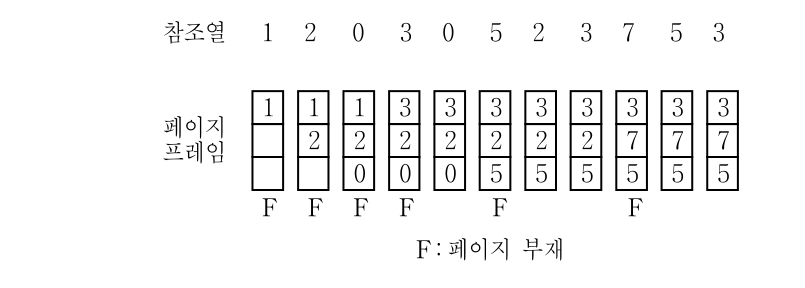 참조열 1 2 0 3 0 5 2 3 7 5 3
1 1 1 3 3 3 3 3 3 3 3
페이지
2 2 2 2 2 2 2 7 7 7
프레임
0 0 0 5 5 5 5 5 5
F F F F F F
F : 페이지 부재